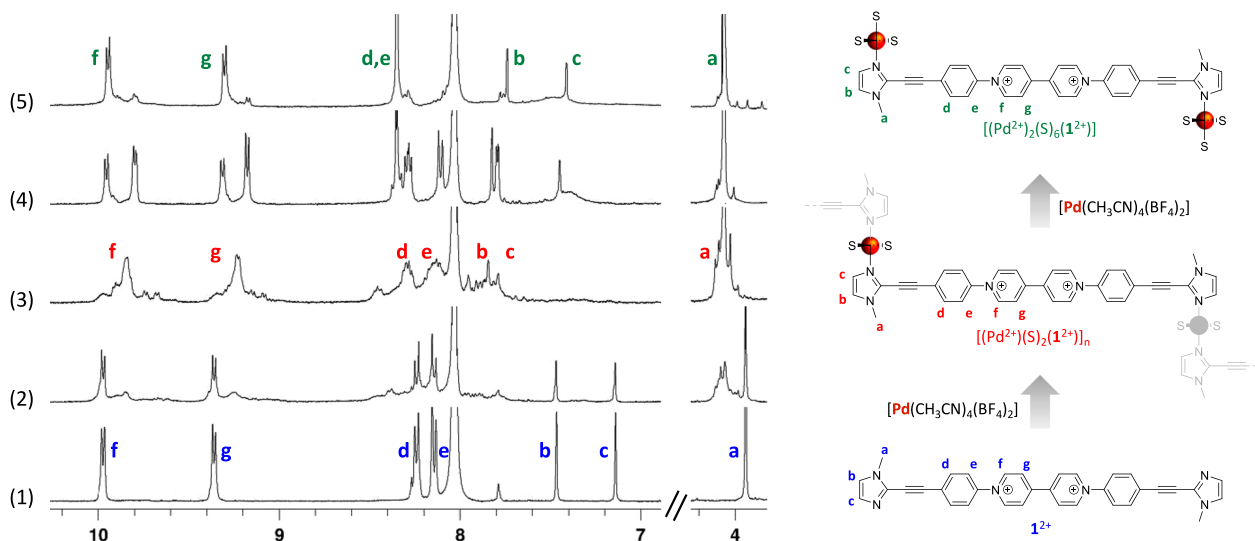 (5)
f
g
d,e
b
c
a
(4)
(3)
f
g
d
e
b
c
a
(2)
(1)
f
g
d
e
b
c
a
10
9
8
7
4
S
S S
N
N
c
b
a
d
e
f
g
N
N
N
N
S S
S
[(Pd²⁺)₂(S)₆(1²⁺)]
[Pd(CH₃CN)₄(BF₄)₂]
N
N
S S
N
N
c
b
a
d
e
f
g
N
N
N
N
S S
N
N
[(Pd²⁺)(S)₂(1²⁺)]ₙ
[Pd(CH₃CN)₄(BF₄)₂]
a
b
c
N
N
d
e
f
g
N
N
N
N
1²⁺